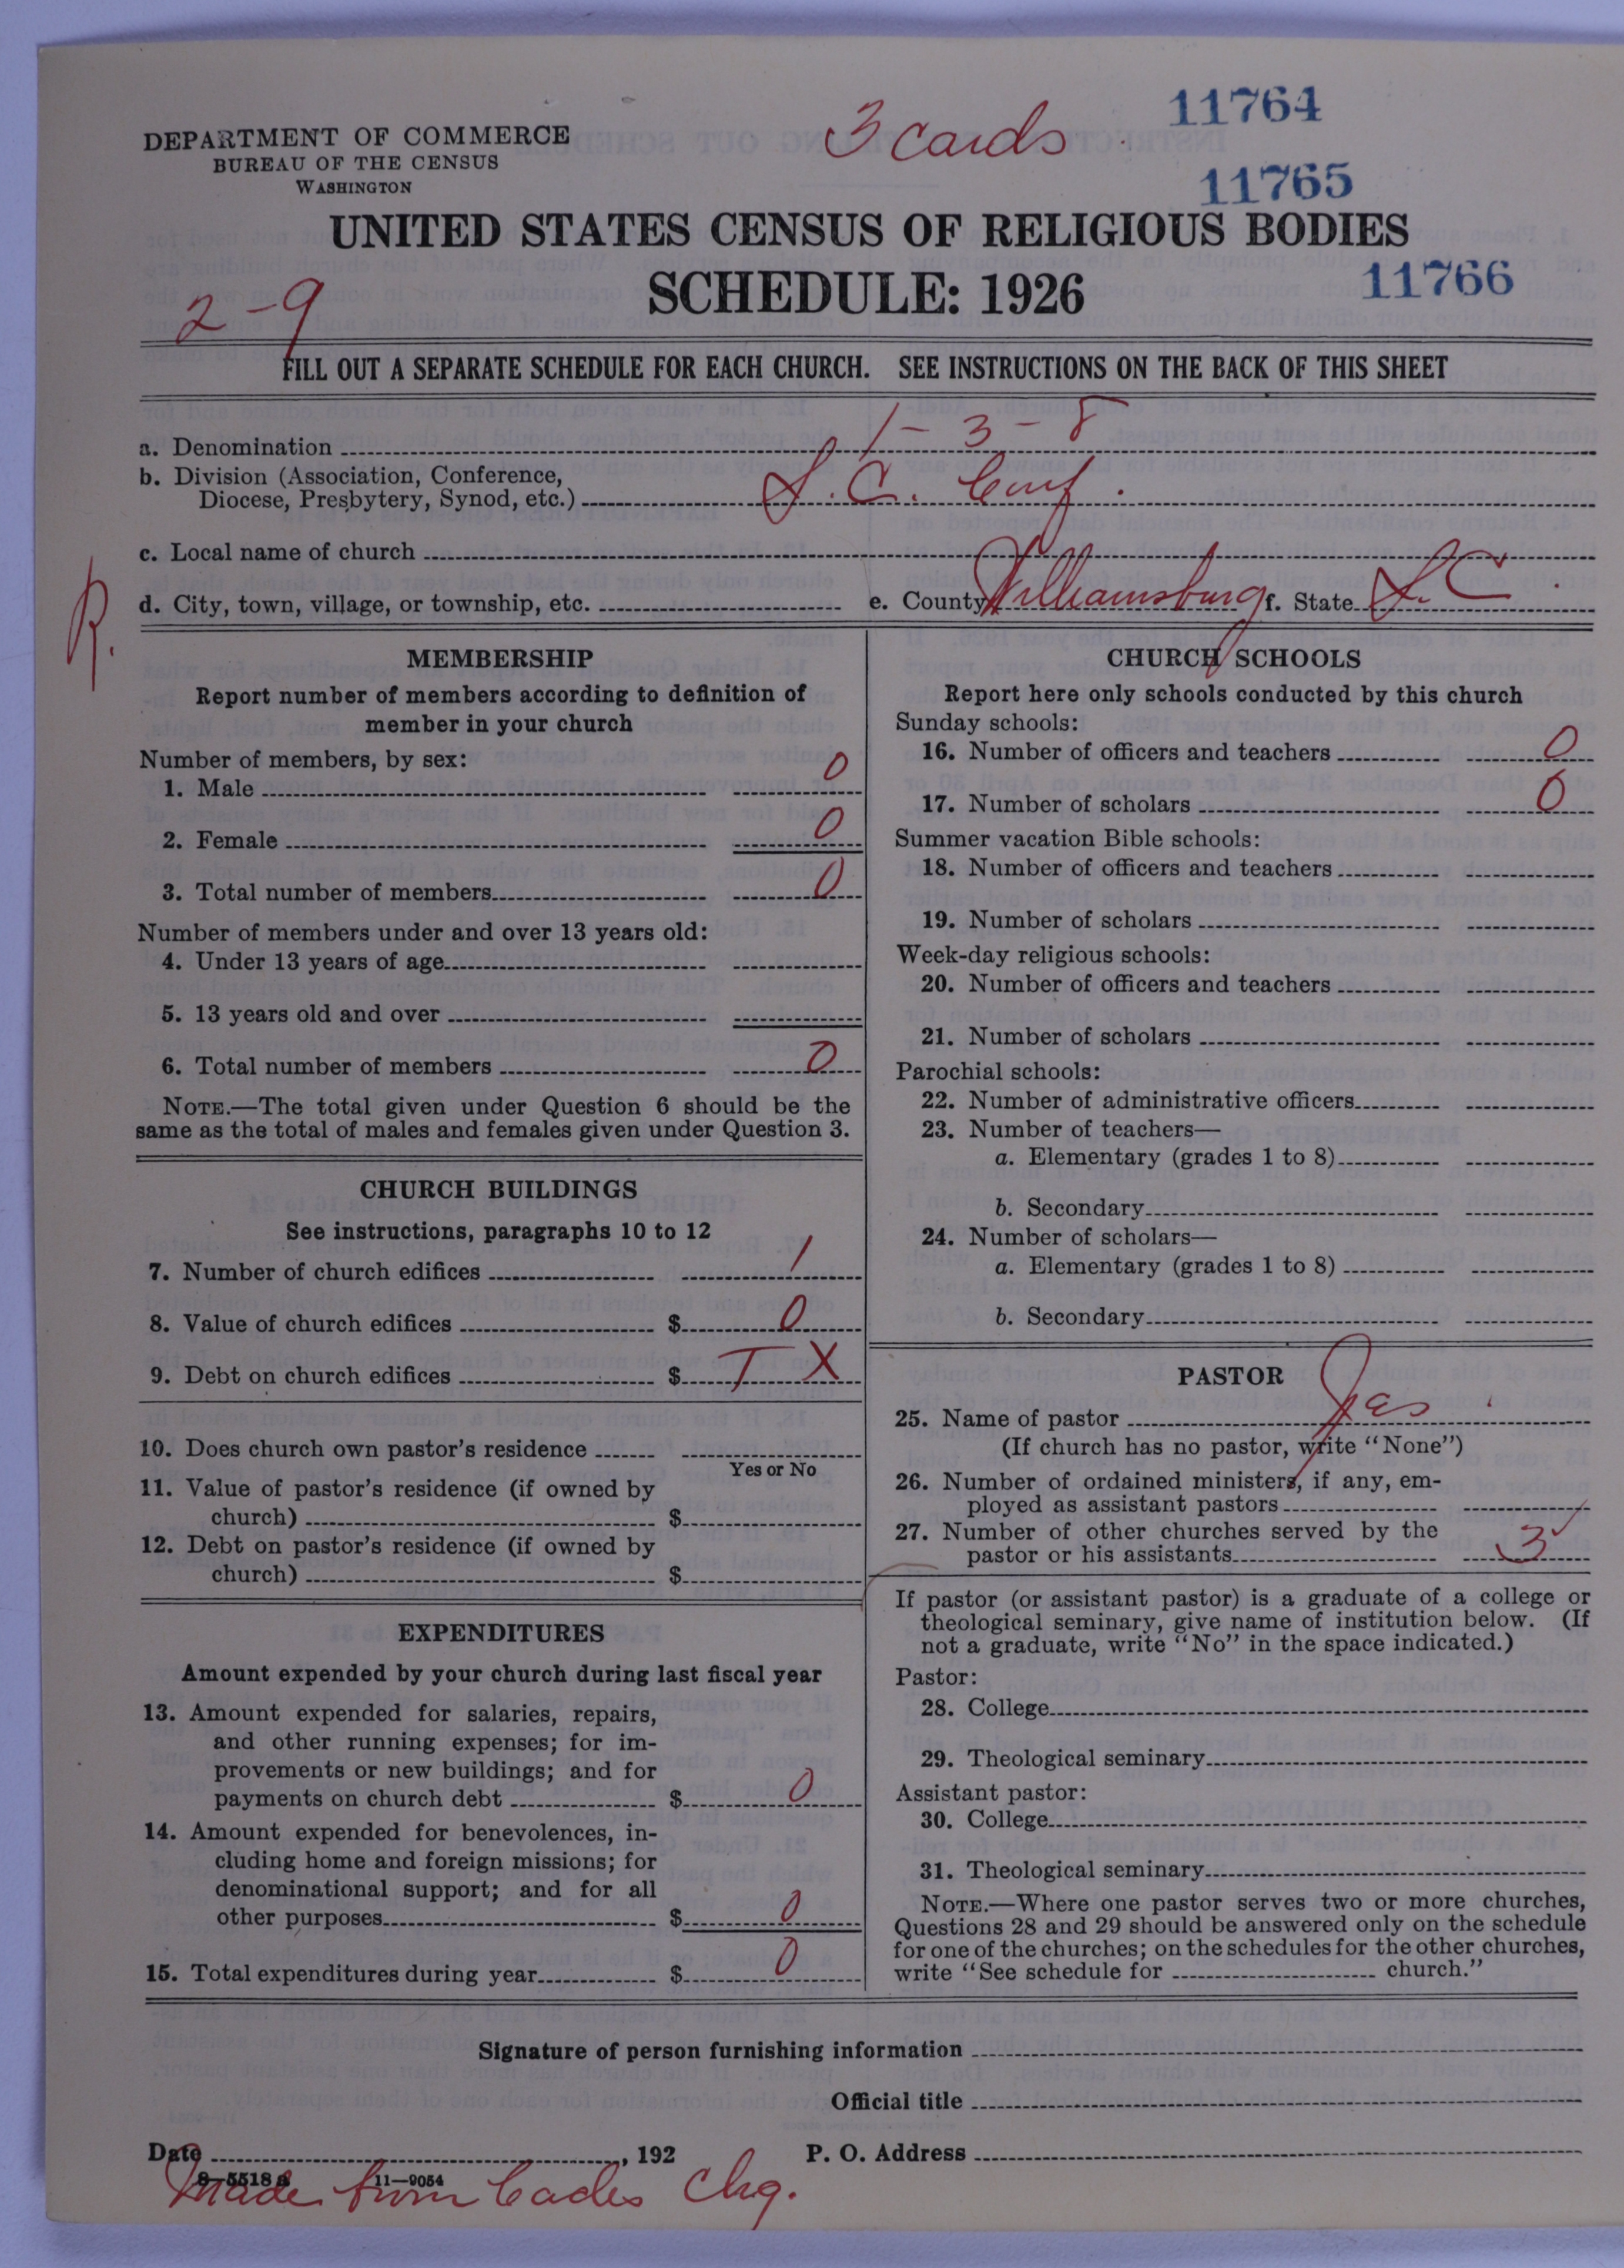 DEPARTMENT OF COMMERCE
BUREAU OF THE CENSUS
WASHINGTON
3 cards
11764
11765
11766
UNITED STATES CENSUS OF RELIGIOUS BODIES
SCHEDULE: 1926
2-9
FILL OUT A SEPARATE SCHEDULE FOR EACH CHURCH. SEE INSTRUCTIONS ON THE BACK OF THIS SHEET
a. Denomination 1-3-8
b. Division (Association, Conference,
Diocese, Presbytery, Synod, etc.) S.C. Conf.
c. Local name of church
R.
d. City, town, village, or township, etc. e. County Williamsburg f. State S.C.
MEMBERSHIP
Report number of members according to definition of
member in your church
Number of members, by sex:
1. Male 0
2. Female 0
3. Total number of members 0
Number of members under and over 13 years old:
4. Under 13 years of age
5. 13 years old and over
6. Total number of members 0
NOTE.—The total given under Question 6 should be the
same as the total of males and females given under Question 3.
CHURCH BUILDINGS
See instructions, paragraphs 10 to 12
7. Number of church edifices 1
8. Value of church edifices $ 0
9. Debt on church edifices $ T X
10. Does church own pastor's residence
Yes or No
11. Value of pastor's residence (if owned by
church) $
12. Debt on pastor's residence (if owned by
church) $
EXPENDITURES
Amount expended by your church during last fiscal year
13. Amount expended for salaries, repairs,
and other running expenses; for im-
provements or new buildings; and for
payments on church debt $ 0
14. Amount expended for benevolences, in-
cluding home and foreign missions; for
denominational support; and for all
other purposes $ 0
15. Total expenditures during year $ 0
CHURCH SCHOOLS
Report here only schools conducted by this church
Sunday schools:
16. Number of officers and teachers 0
17. Number of scholars 0
Summer vacation Bible schools:
18. Number of officers and teachers
19. Number of scholars
Week-day religious schools:
20. Number of officers and teachers
21. Number of scholars
Parochial schools:
22. Number of administrative officers
23. Number of teachers—
a. Elementary (grades 1 to 8)
b. Secondary
24. Number of scholars—
a. Elementary (grades 1 to 8)
b. Secondary
PASTOR
25. Name of pastor
(If church has no pastor, write "None")
26. Number of ordained ministers, if any, em-
ployed as assistant pastors
27. Number of other churches served by the
pastor or his assistants 3
If pastor (or assistant pastor) is a graduate of a college or
theological seminary, give name of institution below. (If
not a graduate, write "No" in the space indicated.)
Pastor:
28. College
29. Theological seminary
Assistant pastor:
30. College
31. Theological seminary
NOTE.—Where one pastor serves two or more churches,
Questions 28 and 29 should be answered only on the schedule
for one of the churches; on the schedules for the other churches,
write "See schedule for church."
Signature of person furnishing information
Official title
Date , 192
P. O. Address
8—5518 a 11—9054
Made from Cades Chg.